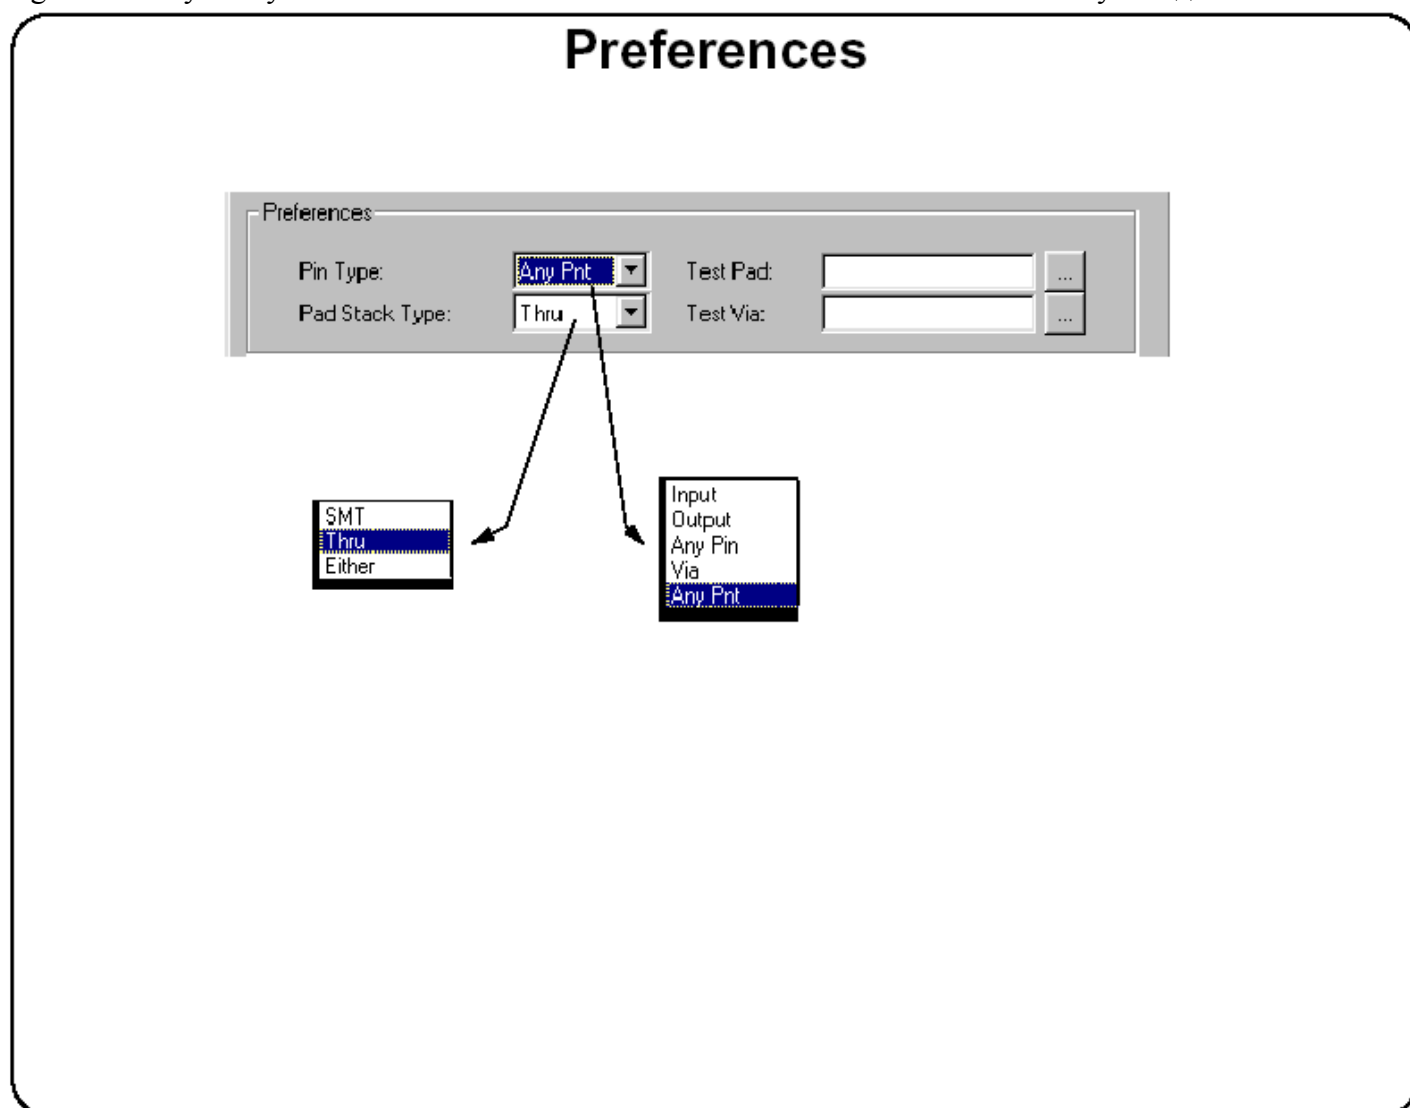 Preferences
Preferences
Pin Type: Any Pnt Test Pad: ...
Pad Stack Type: Thru Test Via: ...
SMT
Thru
Either
Input
Output
Any Pin
Via
Any Pnt